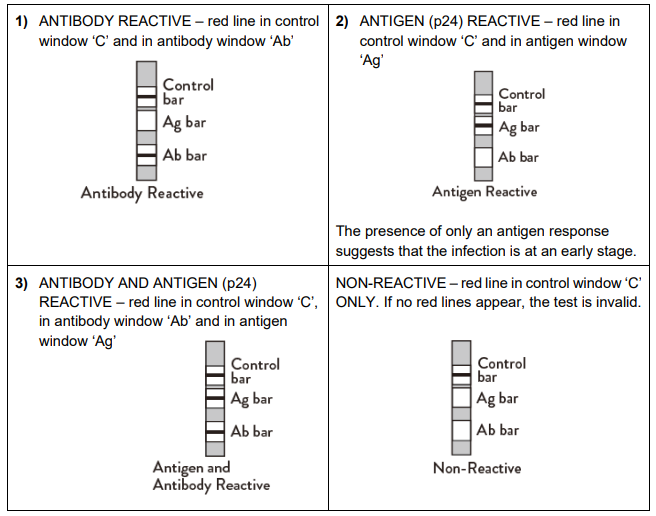 1) ANTIBODY REACTIVE – red line in control
window ‘C’ and in antibody window ‘Ab’
Control
bar
Ag bar
Ab bar
Antibody Reactive
2) ANTIGEN (p24) REACTIVE – red line in
control window ‘C’ and in antigen window
‘Ag’
Control
bar
Ag bar
Ab bar
Antigen Reactive
The presence of only an antigen response
suggests that the infection is at an early stage.
3) ANTIBODY AND ANTIGEN (p24)
REACTIVE – red line in control window ‘C’,
in antibody window ‘Ab’ and in antigen
window ‘Ag’
Control
bar
Ag bar
Ab bar
Antigen and
Antibody Reactive
NON-REACTIVE – red line in control window ‘C’
ONLY. If no red lines appear, the test is invalid.
Control
bar
Ag bar
Ab bar
Non-Reactive